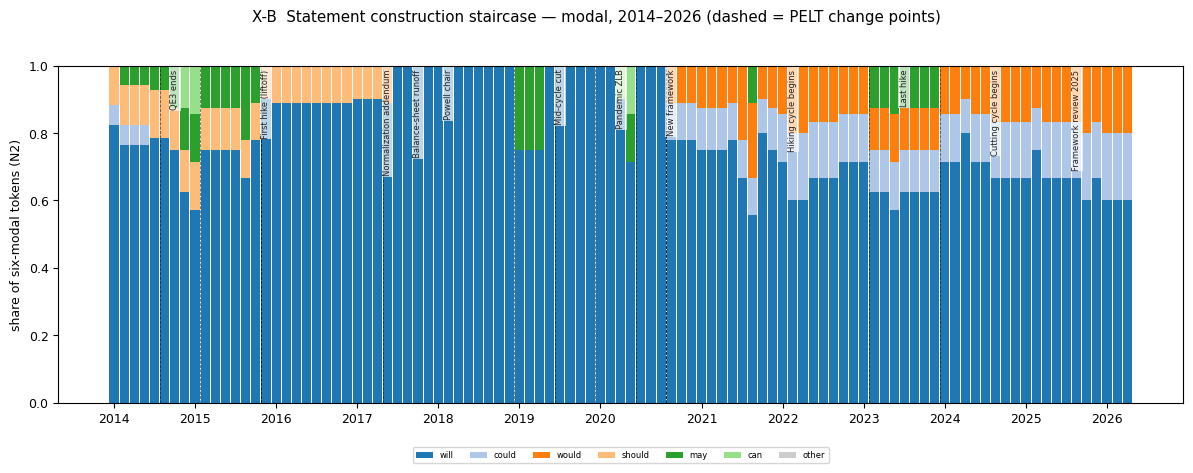 X-B  Statement construction staircase — modal, 2014–2026 (dashed = PELT change points)
share of six-modal tokens (N2)
1.0
0.8
0.6
0.4
0.2
0.0
QE3 ends
First hike (liftoff)
Normalization addendum
Balance-sheet runoff
Powell chair
Mid-cycle cut
Pandemic ZLB
New framework
Hiking cycle begins
Last hike
Cutting cycle begins
Framework review 2025
2014 2015 2016 2017 2018 2019 2020 2021 2022 2023 2024 2025 2026
will could would should may can other